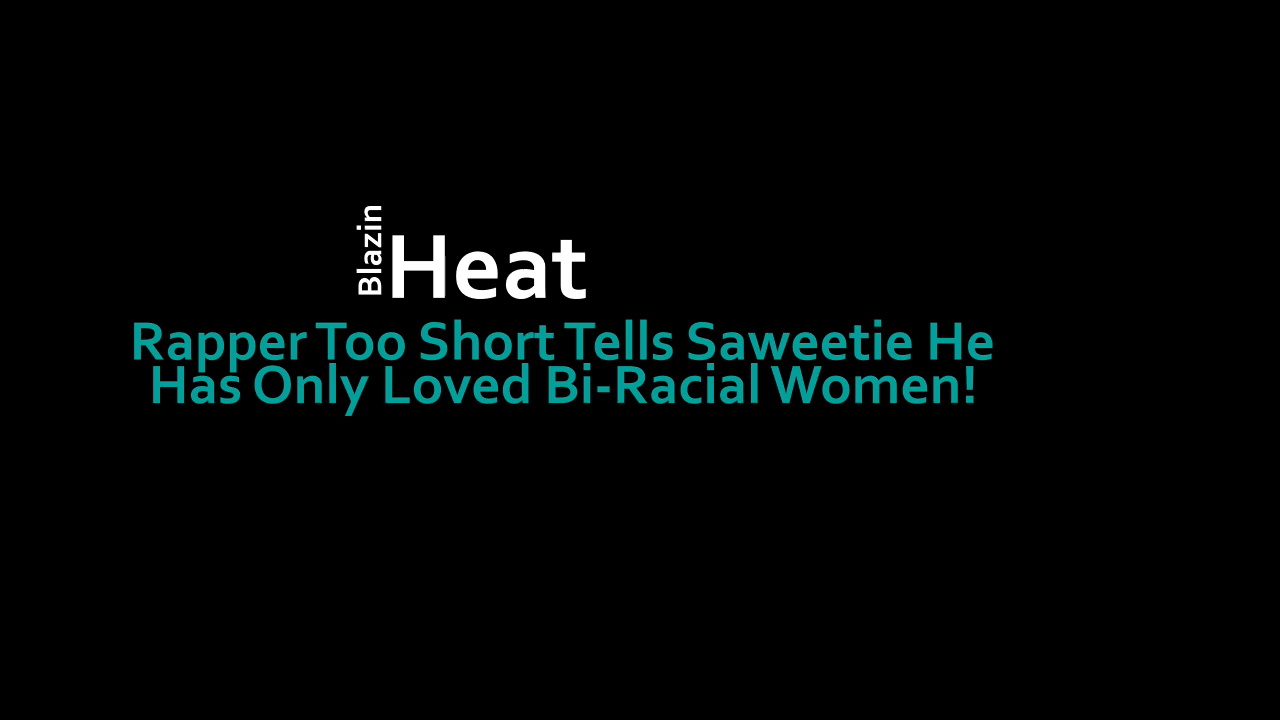 Blazin
Heat
Rapper Too Short Tells Saweetie He
Has Only Loved Bi-Racial Women!